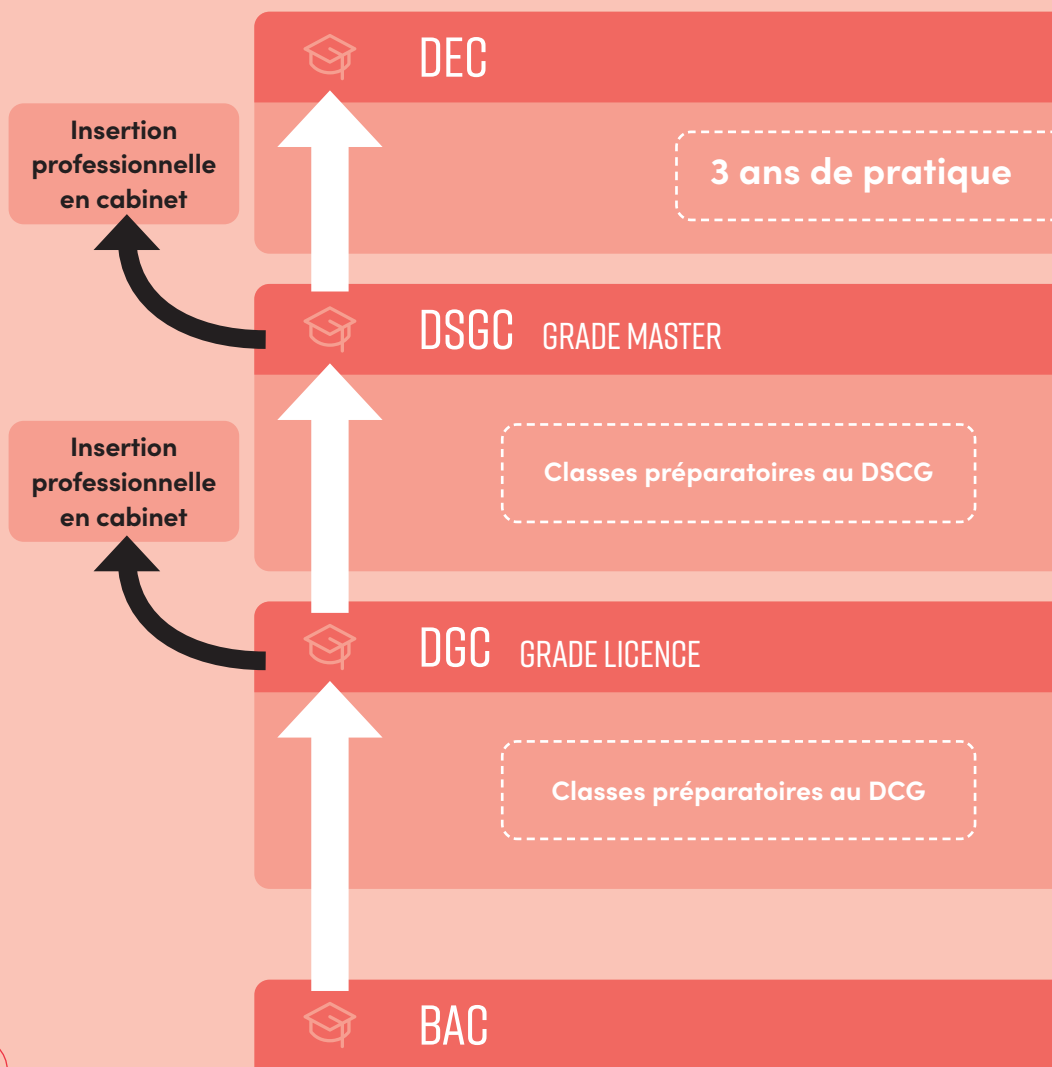 DEC
Insertion
professionnelle
en cabinet
3 ans de pratique
DSGC GRADE MASTER
Classes préparatoires au DSCG
Insertion
professionnelle
en cabinet
DGC GRADE LICENCE
Classes préparatoires au DCG
BAC